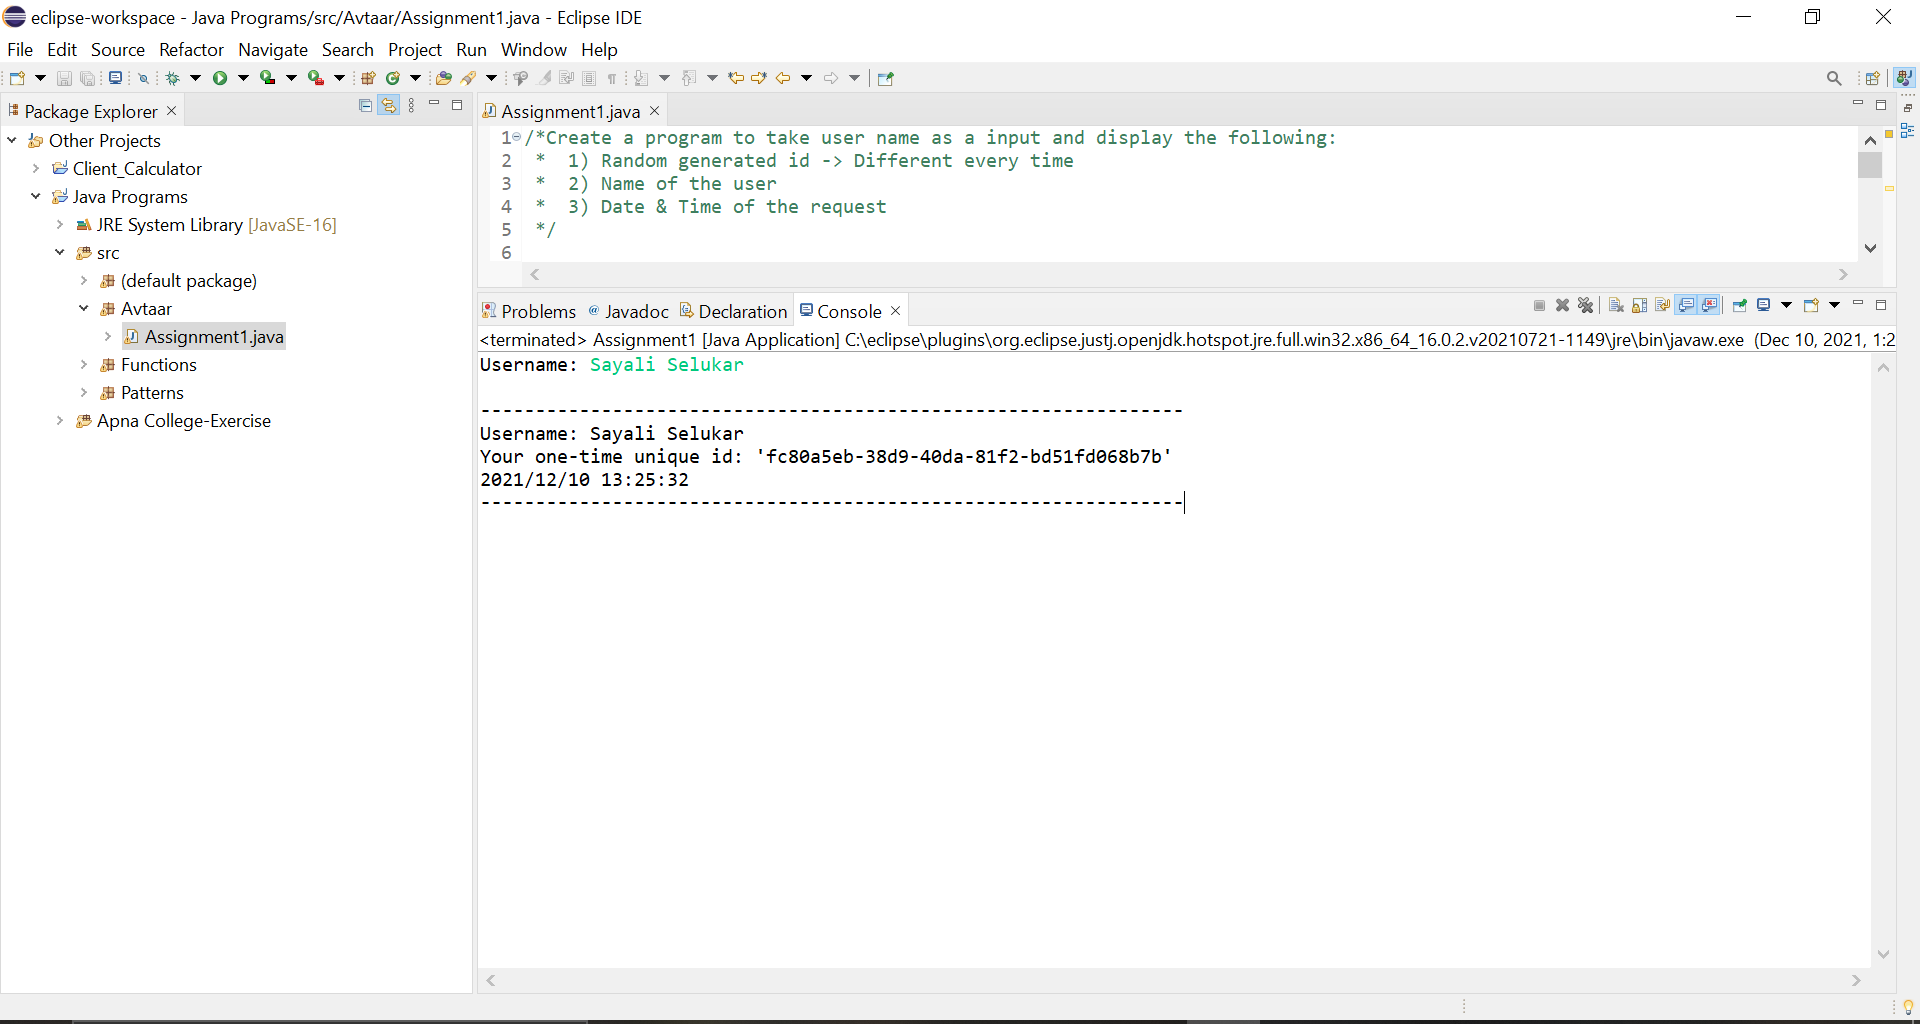 eclipse-workspace - Java Programs/src/Avtaar/Assignment1.java - Eclipse IDE
File Edit Source Refactor Navigate Search Project Run Window Help
Package Explorer
Other Projects
Client_Calculator
Java Programs
JRE System Library [JavaSE-16]
src
(default package)
Avtaar
Assignment1.java
Functions
Patterns
Apna College-Exercise
Assignment1.java
1 /*Create a program to take user name as a input and display the following:
2 *  1) Random generated id -> Different every time
3 *  2) Name of the user
4 *  3) Date & Time of the request
5 */
6
Problems @ Javadoc Declaration Console
<terminated> Assignment1 [Java Application] C:\eclipse\plugins\org.eclipse.justj.openjdk.hotspot.jre.full.win32.x86_64_16.0.2.v20210721-1149\jre\bin\javaw.exe (Dec 10, 2021, 1:2
Username: Sayali Selukar
----------------------------------------------------------------
Username: Sayali Selukar
Your one-time unique id: 'fc80a5eb-38d9-40da-81f2-bd51fd068b7b'
2021/12/10 13:25:32
----------------------------------------------------------------